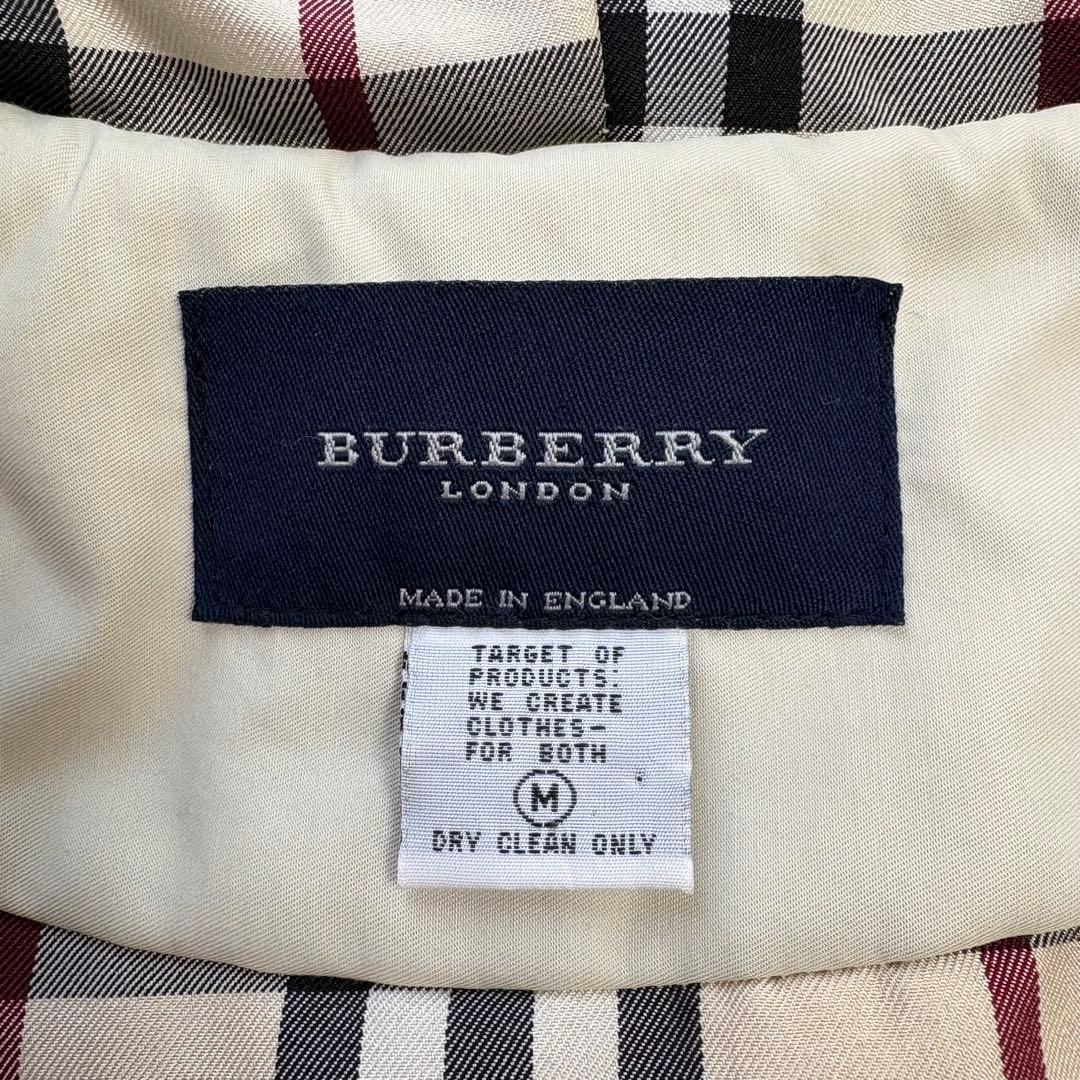 BURBERRY
LONDON
MADE IN ENGLAND
TARGET OF
PRODUCTS:
WE CREATE
CLOTHES-
FOR BOTH
M
DRY CLEAN ONLY